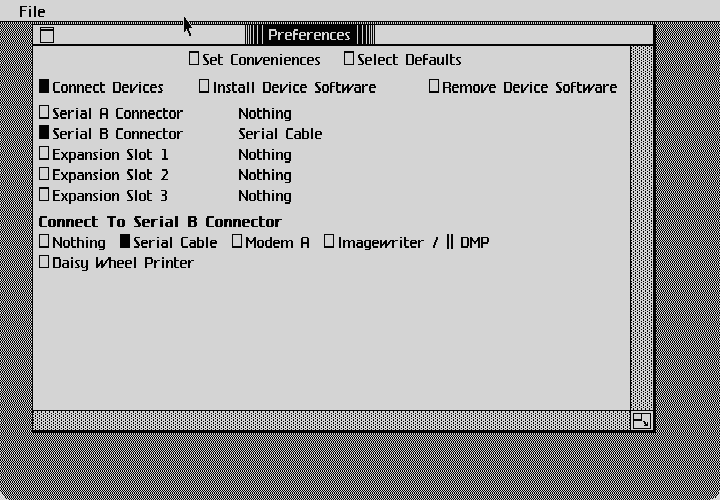 File
Preferences
Set Conveniences Select Defaults
Connect Devices Install Device Software Remove Device Software
Serial A Connector Nothing
Serial B Connector Serial Cable
Expansion Slot 1 Nothing
Expansion Slot 2 Nothing
Expansion Slot 3 Nothing
Connect To Serial B Connector
Nothing Serial Cable Modem A Imagewriter / || DMP
Daisy Wheel Printer